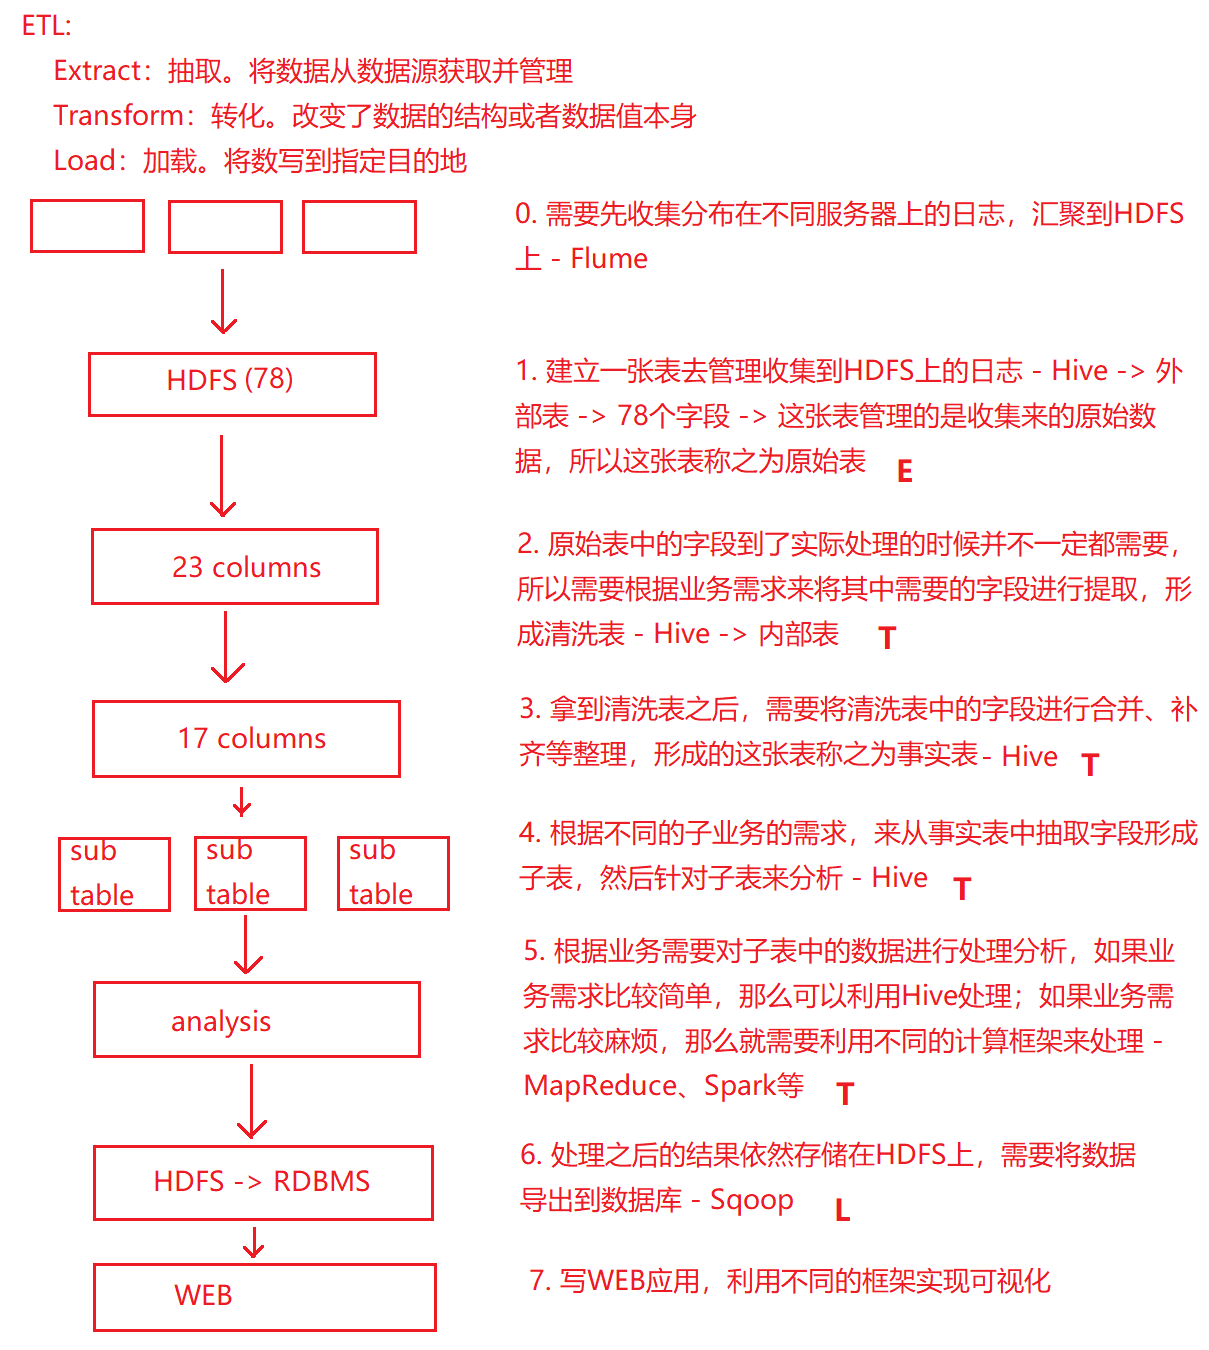 ETL:
Extract：抽取。将数据从数据源获取并管理
Transform：转化。改变了数据的结构或者数据值本身
Load：加载。将数写到指定目的地
0. 需要先收集分布在不同服务器上的日志，汇聚到HDFS
上 - Flume
HDFS (78)
1. 建立一张表去管理收集到HDFS上的日志 - Hive -> 外
部表 -> 78个字段 -> 这张表管理的是收集来的原始数
据，所以这张表称之为原始表 E
23 columns
2. 原始表中的字段到了实际处理的时候并不一定都需要，
所以需要根据业务需求来将其中需要的字段进行提取，形
成清洗表 - Hive -> 内部表 T
17 columns
3. 拿到清洗表之后，需要将清洗表中的字段进行合并、补
齐等整理，形成的这张表称之为事实表 - Hive T
sub
table
sub
table
sub
table
4. 根据不同的子业务的需求，来从事实表中抽取字段形成
子表，然后针对子表来分析 - Hive T
analysis
5. 根据业务需要对子表中的数据进行处理分析，如果业
务需求比较简单，那么可以利用Hive处理；如果业务需
求比较麻烦，那么就需要利用不同的计算框架来处理 -
MapReduce、Spark等 T
HDFS -> RDBMS
6. 处理之后的结果依然存储在HDFS上，需要将数据
导出到数据库 - Sqoop L
WEB
7. 写WEB应用，利用不同的框架实现可视化